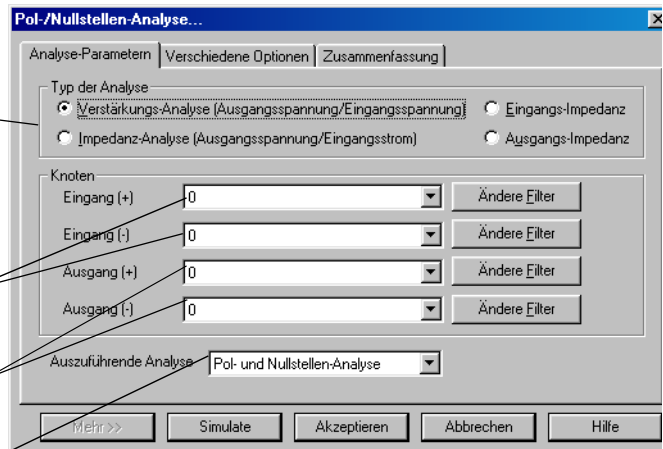 Pol-/Nullstellen-Analyse...
Analyse-Parametern Verschiedene Optionen Zusammenfassung
Typ der Analyse
Verstärkungs-Analyse (Ausgangsspannung/Eingangsspannung) Eingangs-Impedanz
Impedanz-Analyse (Ausgangsspannung/Eingangsstrom) Ausgangs-Impedanz
Knoten
Eingang (+) 0 Ändere Filter
Eingang (-) 0 Ändere Filter
Ausgang (+) 0 Ändere Filter
Ausgang (-) 0 Ändere Filter
Auszuführende Analyse Pol- und Nullstellen-Analyse
Mehr >> Simulate Akzeptieren Abbrechen Hilfe